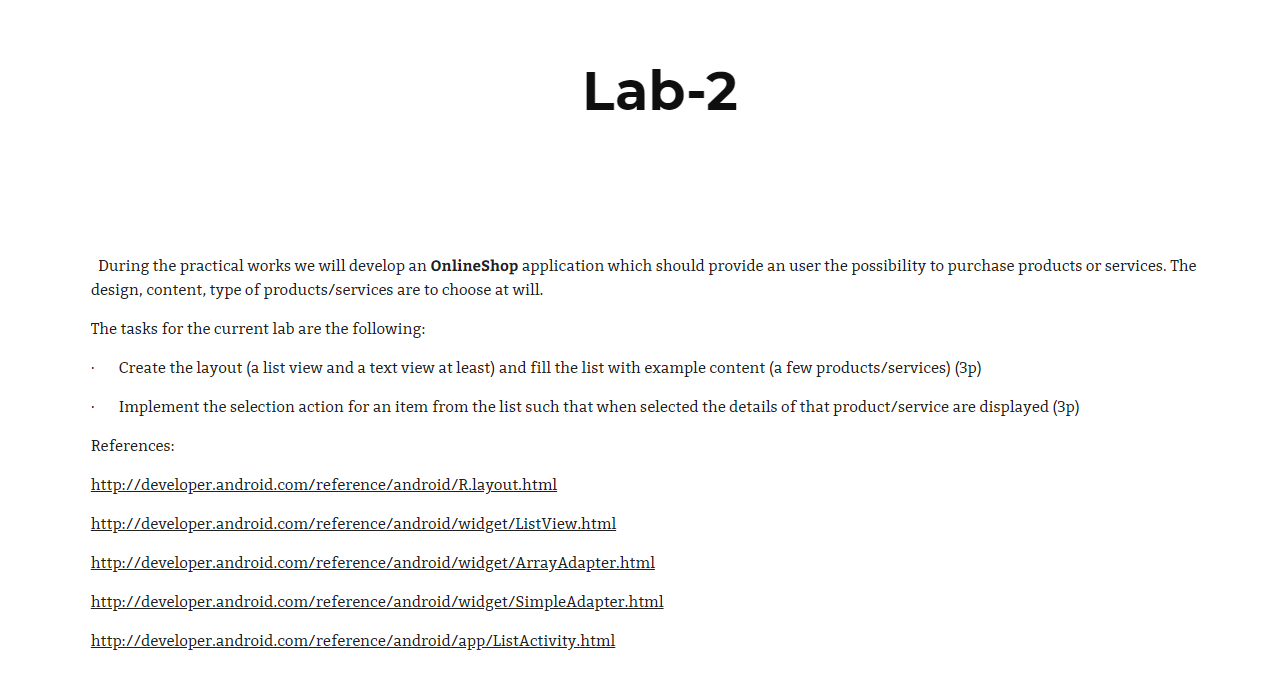 Lab-2
During the practical works we will develop an OnlineShop application which should provide an user the possibility to purchase products or services. The
design, content, type of products/services are to choose at will.
The tasks for the current lab are the following:
· Create the layout (a list view and a text view at least) and fill the list with example content (a few products/services) (3p)
· Implement the selection action for an item from the list such that when selected the details of that product/service are displayed (3p)
References:
http://developer.android.com/reference/android/R.layout.html
http://developer.android.com/reference/android/widget/ListView.html
http://developer.android.com/reference/android/widget/ArrayAdapter.html
http://developer.android.com/reference/android/widget/SimpleAdapter.html
http://developer.android.com/reference/android/app/ListActivity.html